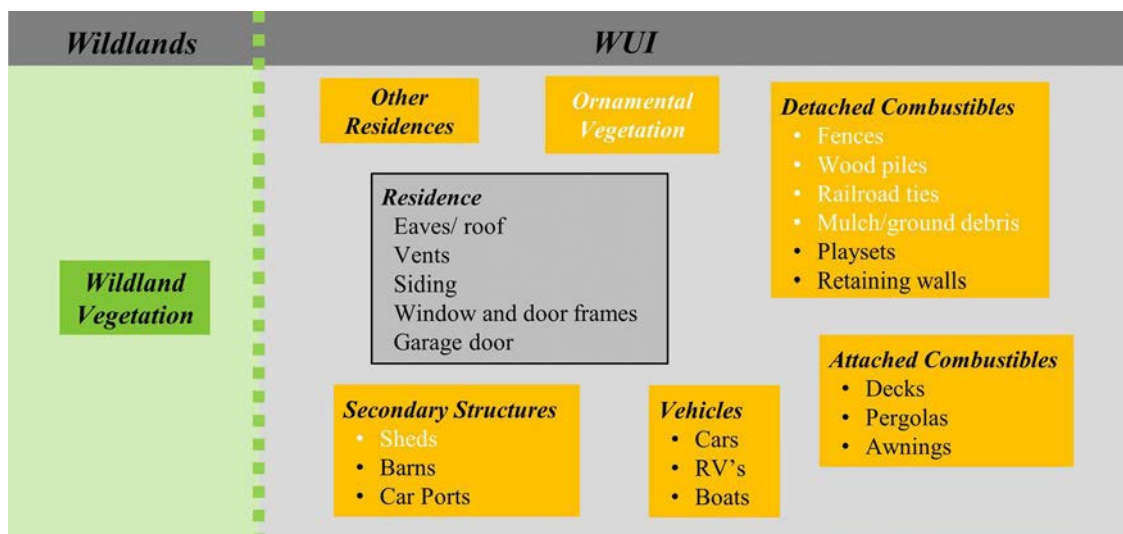 Wildlands
WUI
Other
Residences
Ornamental
Vegetation
Detached Combustibles
• Fences
• Wood piles
• Railroad ties
• Mulch/ground debris
• Playsets
• Retaining walls
Residence
Eaves/ roof
Vents
Siding
Window and door frames
Garage door
Wildland
Vegetation
Secondary Structures
• Sheds
• Barns
• Car Ports
Vehicles
• Cars
• RV's
• Boats
Attached Combustibles
• Decks
• Pergolas
• Awnings